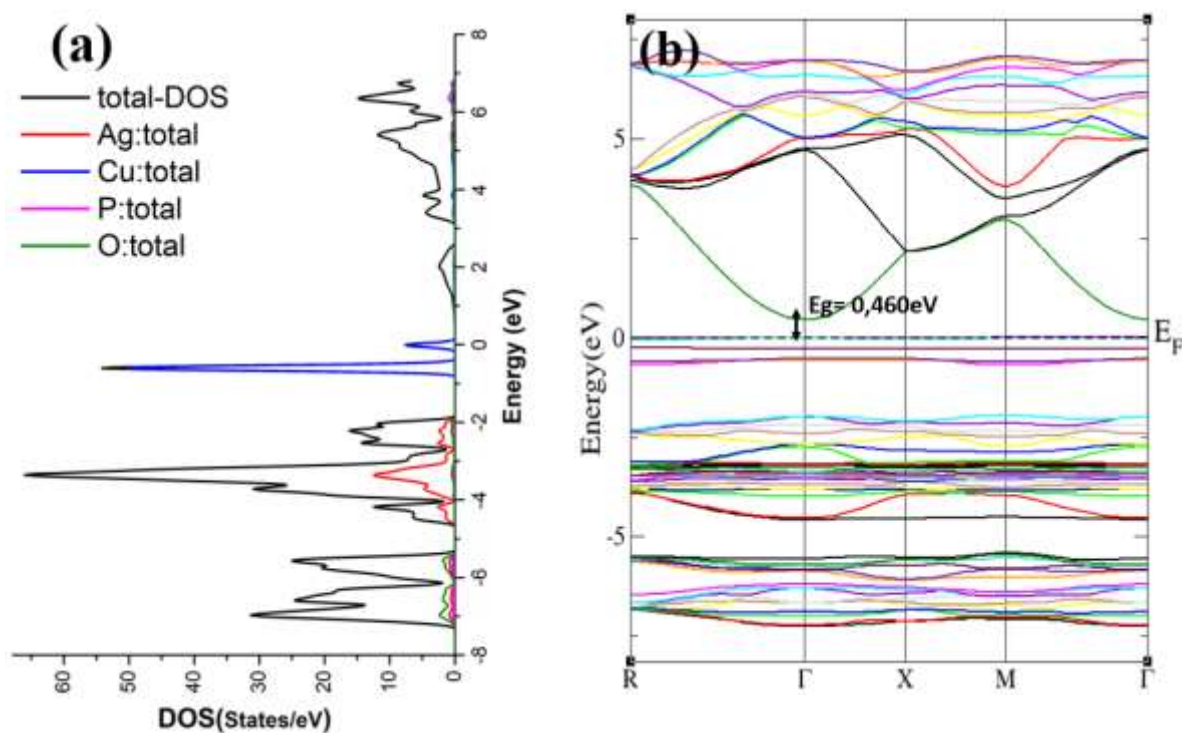 (a)
total-DOS
Ag:total
Cu:total
P:total
O:total
8
6
4
2
0
-2
-4
-6
-8
Energy (eV)
60 50 40 30 20 10 0
DOS(States/eV)
(b)
5
0
-5
Energy(eV)
Eg= 0,460eV
E_F
R Γ X M Γ